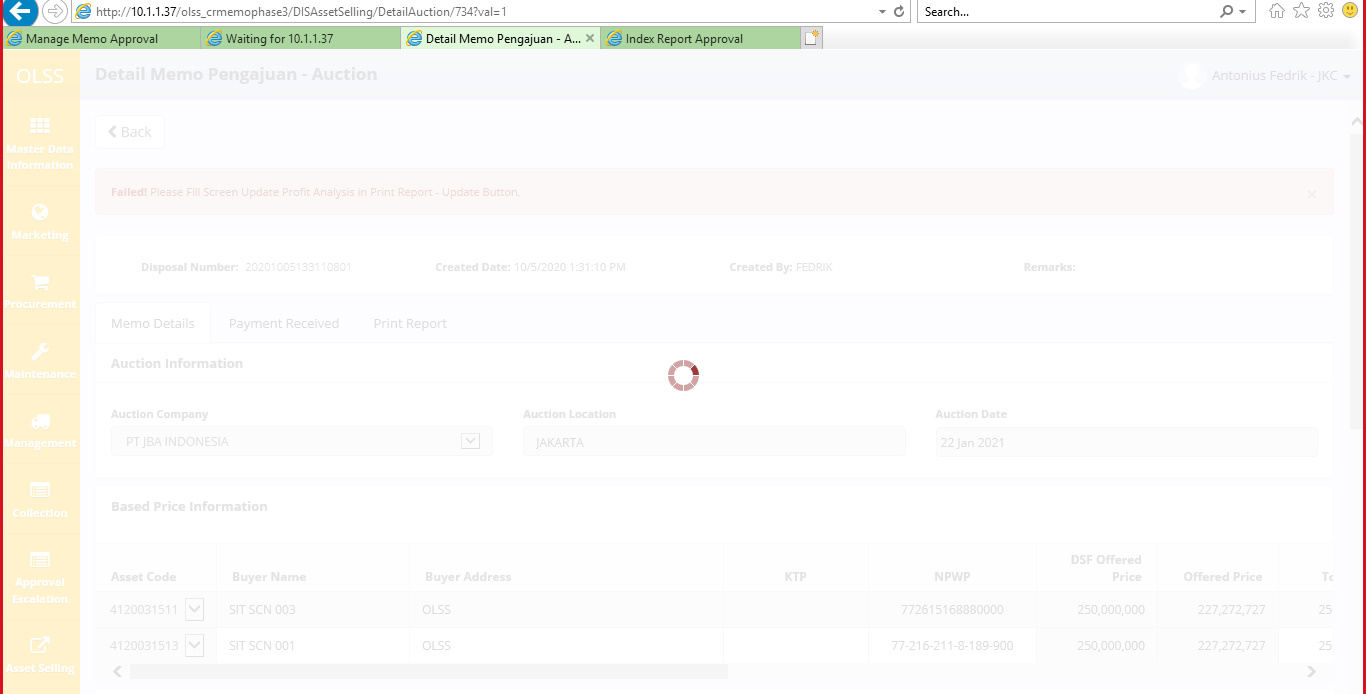 http://10.1.1.37/olss_crmemophase3/DISAssetSelling/DetailAuction/734?val=1
Search...
Manage Memo Approval
Waiting for 10.1.1.37
Detail Memo Pengajuan - A...
Index Report Approval
OLSS
Detail Memo Pengajuan - Auction
Antonius Fedrik - JKC
Master Data
Information
Marketing
Procurement
Maintenance
Management
Collection
Approval
Escalation
Asset Selling
Back
Failed! Please Fill Screen Update Profit Analysis in Print Report - Update Button.
×
Disposal Number: 20201005133110801 Created Date: 10/5/2020 1:31:10 PM Created By: FEDRIX Remarks:
Memo Details Payment Received Print Report
Auction Information
Auction Company Auction Location Auction Date
PT JBA INDONESIA JAKARTA 22 Jan 2021
Based Price Information
Asset Code Buyer Name Buyer Address KTP NPWP DSF Offered Price Offered Price To
4120031511 SIT SCN 003 OLSS 772615168880000 250,000,000 227,272,727 25
4120031513 SIT SCN 001 OLSS 77-216-211-8-189-900 250,000,000 227,272,727 25